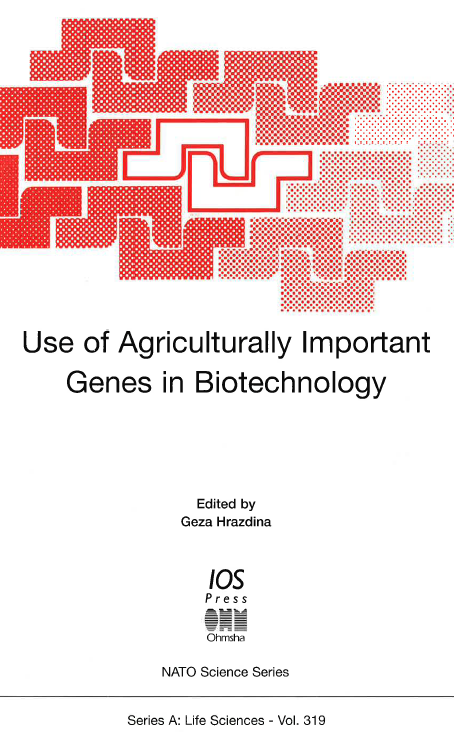 Use of Agriculturally Important
Genes in Biotechnology
Edited by
Geza Hrazdina
IOS
Press
OHM
Ohmsha
NATO Science Series
Series A: Life Sciences - Vol. 319